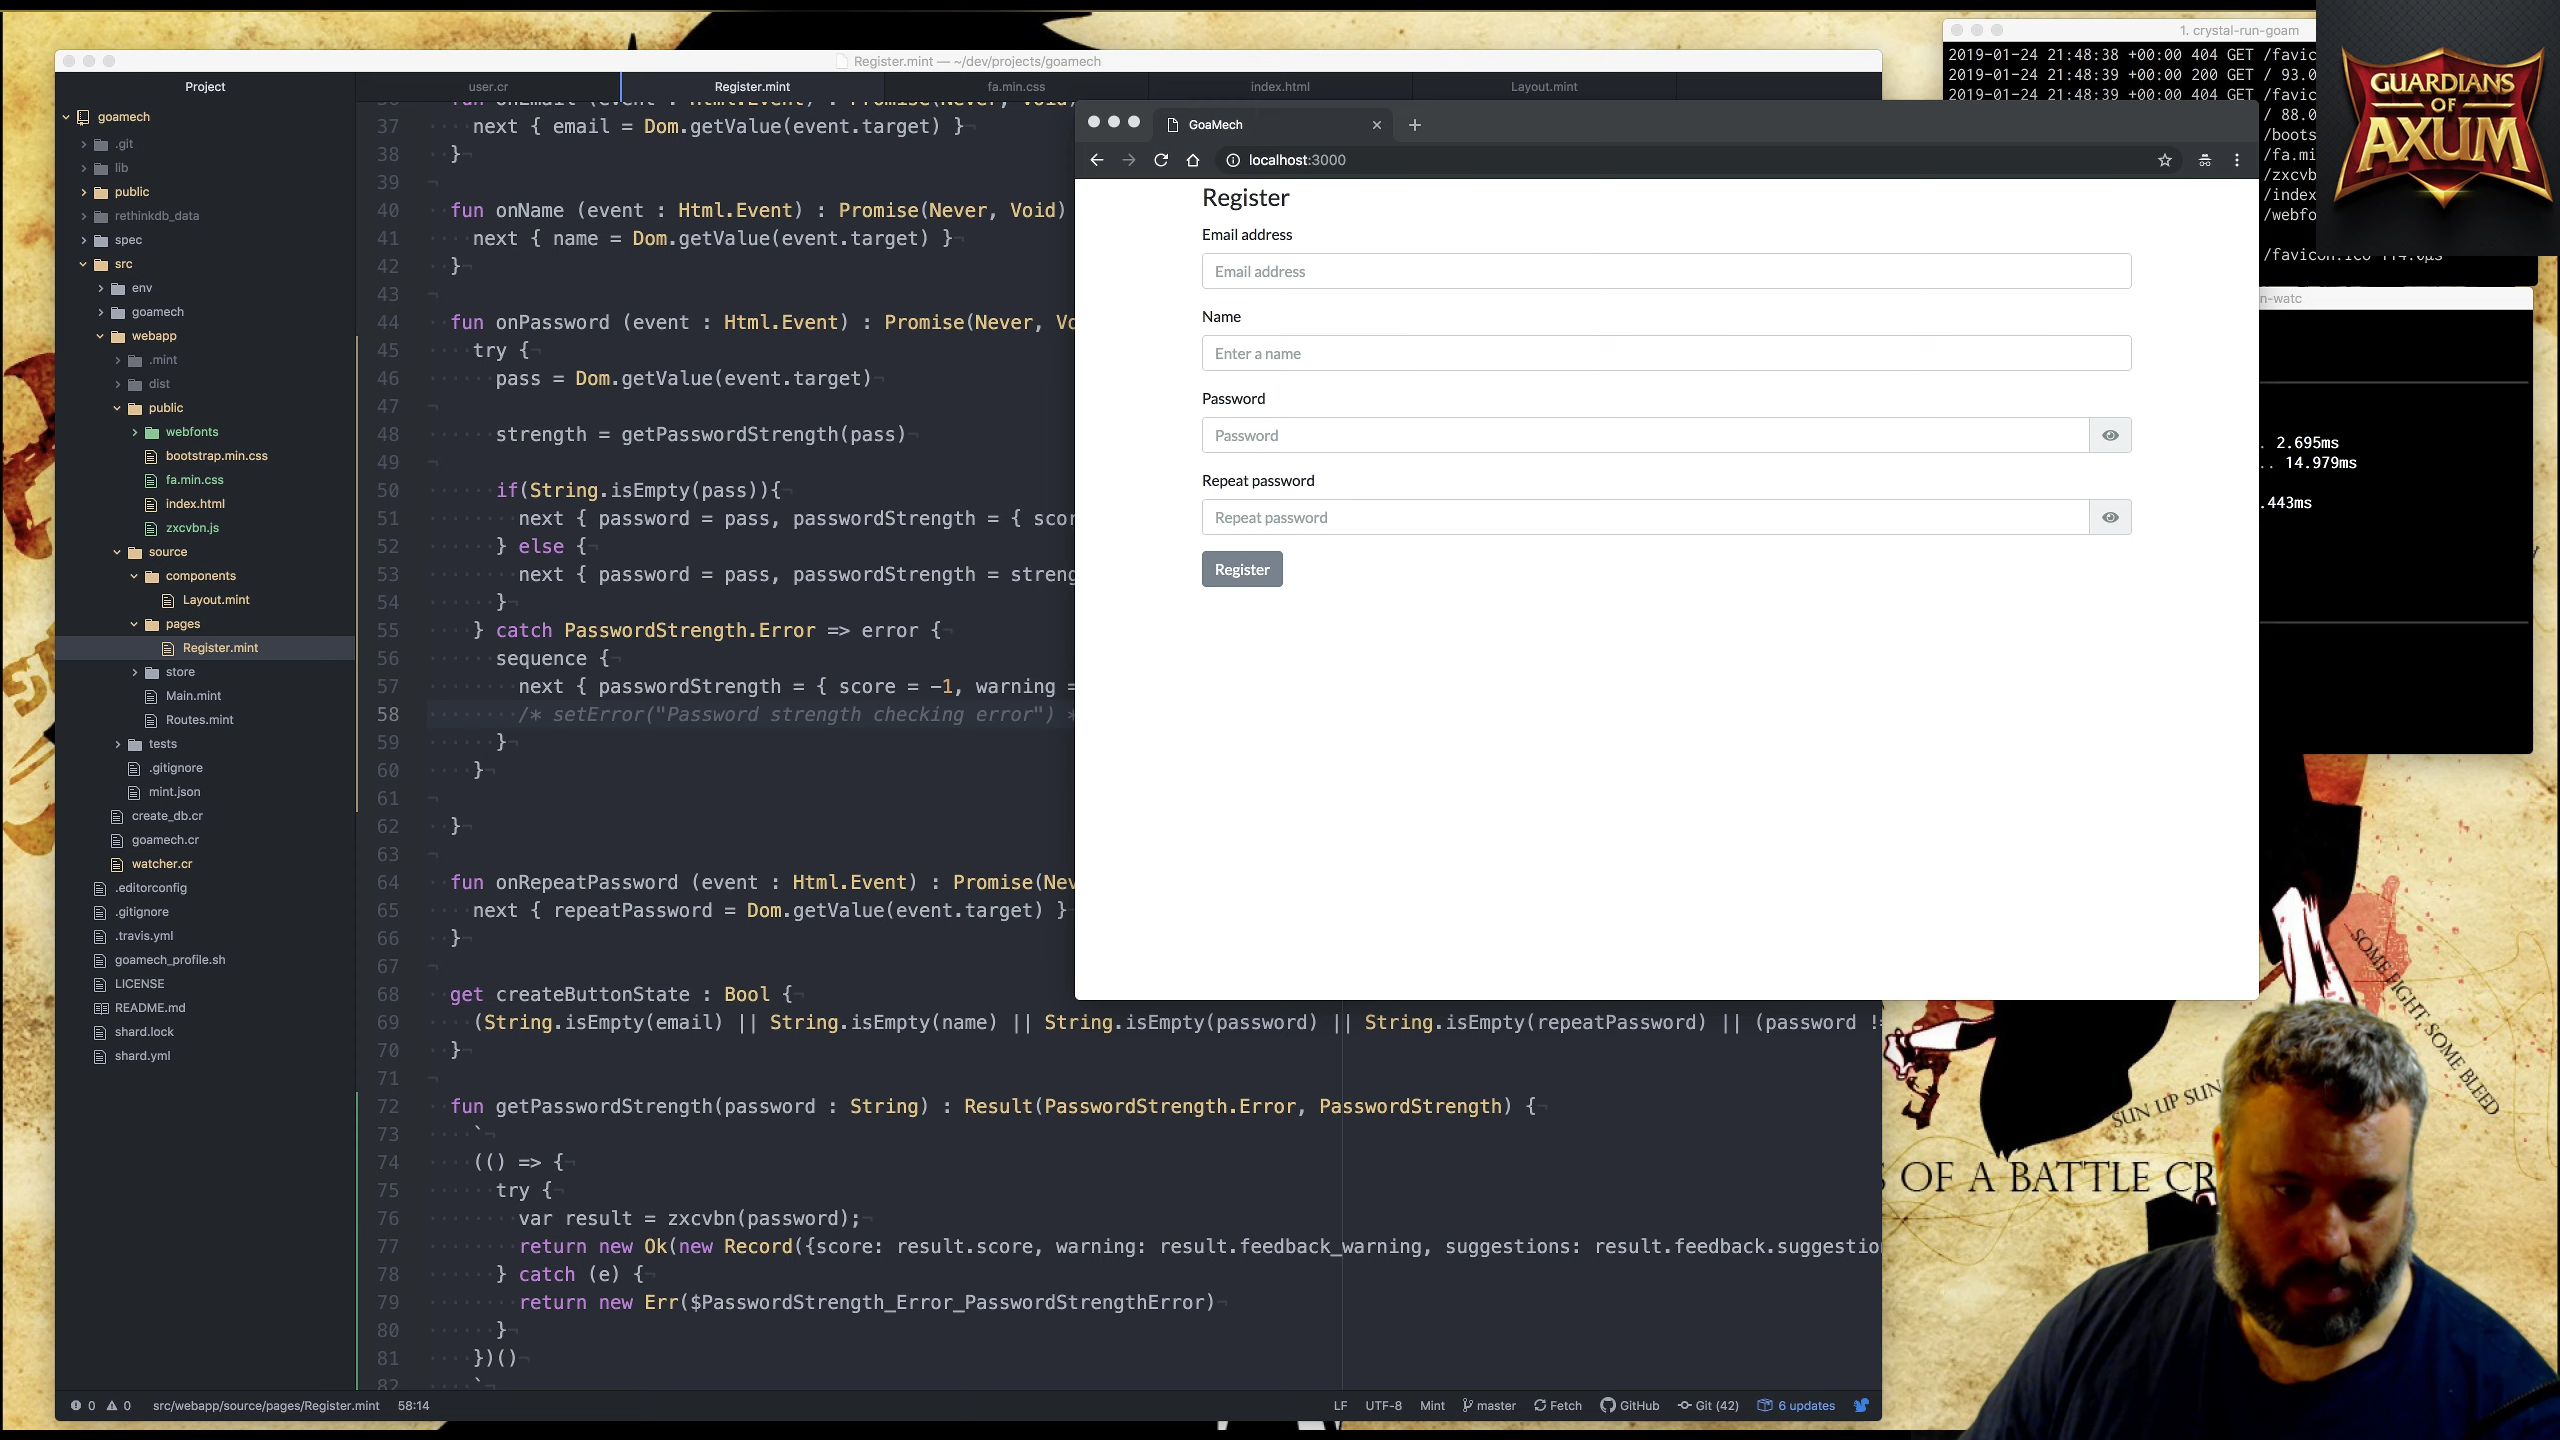 Register.mint — ~/dev/projects/goamech
Project
user.cr
Register.mint
fa.min.css
index.html
Layout.mint
goamech
.git
lib
public
rethinkdb_data
spec
src
env
goamech
webapp
.mint
dist
public
webfonts
bootstrap.min.css
fa.min.css
index.html
zxcvbn.js
source
components
Layout.mint
pages
Register.mint
store
Main.mint
Routes.mint
tests
.gitignore
mint.json
create_db.cr
goamech.cr
watcher.cr
.editorconfig
.gitignore
.travis.yml
goamech_profile.sh
LICENSE
README.md
shard.lock
shard.yml
37 next { email = Dom.getValue(event.target) }
38 }
39
40 fun onName (event : Html.Event) : Promise(Never, Void)
41 next { name = Dom.getValue(event.target) }
42 }
43
44 fun onPassword (event : Html.Event) : Promise(Never, Vo
45 try {
46 pass = Dom.getValue(event.target)
47
48 strength = getPasswordStrength(pass)
49
50 if(String.isEmpty(pass)){
51 next { password = pass, passwordStrength = { scor
52 } else {
53 next { password = pass, passwordStrength = streng
54 }
55 } catch PasswordStrength.Error => error {
56 sequence {
57 next { passwordStrength = { score = -1, warning =
58 /* setError("Password strength checking error") *
59 }
60 }
61
62 }
63
64 fun onRepeatPassword (event : Html.Event) : Promise(Nev
65 next { repeatPassword = Dom.getValue(event.target) }
66 }
67
68 get createButtonState : Bool {
69 (String.isEmpty(email) || String.isEmpty(name) || String.isEmpty(password) || String.isEmpty(repeatPassword) || (password !=
70 }
71
72 fun getPasswordStrength(password : String) : Result(PasswordStrength.Error, PasswordStrength) {
73 `
74 (() => {
75 try {
76 var result = zxcvbn(password);
77 return new Ok(new Record({score: result.score, warning: result.feedback_warning, suggestions: result.feedback.suggestio
78 } catch (e) {
79 return new Err($PasswordStrength_Error_PasswordStrengthError)
80 }
81 })()
82 `
0 0 src/webapp/source/pages/Register.mint 58:14
LF UTF-8 Mint master Fetch GitHub Git (42) 6 updates
GoaMech
localhost:3000
Register
Email address
Email address
Name
Enter a name
Password
Password
Repeat password
Repeat password
Register
1. crystal-run-goam
2019-01-24 21:48:38 +00:00 404 GET /favic
2019-01-24 21:48:39 +00:00 200 GET / 93.0
2019-01-24 21:48:39 +00:00 404 GET /favic
/ 88.0
/boots
/fa.mi
/zxcvb
/index
/webfo
/favicon.ico 114.0µs
n-watc
. 2.695ms
.. 14.979ms
.443ms
GUARDIANS
OF
AXUM
SOME FIGHT, SOME BLEED
SUN UP SUN
OF A BATTLE CR